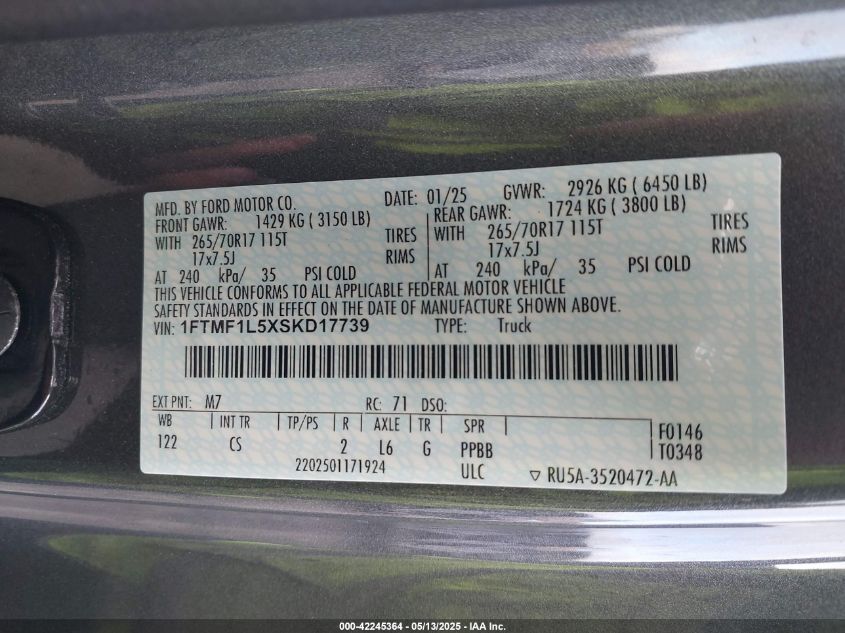 MFD. BY FORD MOTOR CO. DATE: 01/25 GVWR: 2926 KG ( 6450 LB)
FRONT GAWR: 1429 KG ( 3150 LB) REAR GAWR: 1724 KG ( 3800 LB)
WITH 265/70R17 115T TIRES WITH 265/70R17 115T TIRES
17x7.5J RIMS 17x7.5J RIMS
AT 240 kPa/ 35 PSI COLD AT 240 kPa/ 35 PSI COLD
THIS VEHICLE CONFORMS TO ALL APPLICABLE FEDERAL MOTOR VEHICLE
SAFETY STANDARDS IN EFFECT ON THE DATE OF MANUFACTURE SHOWN ABOVE.
VIN: 1FTMF1L5XSKD17739 TYPE: Truck
EXT PNT: M7 RC: 71 DSO:
WB INT TR TP/PS R AXLE TR SPR F0146
122 CS 2 L6 G PPBB T0348
2202501171924 ULC ▽ RU5A-3520472-AA
000-42245364 - 05/13/2025 - IAA Inc.